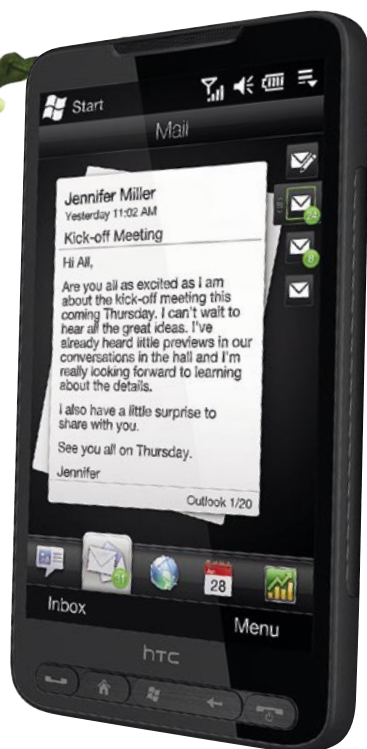 Start
Mail
24
8
Jennifer Miller
Yesterday 11:02 AM
Kick-off Meeting
Hi All,
Are you all as excited as I am
about the kick-off meeting this
coming Thursday. I can't wait to
hear all the great ideas. I've
already heard little previews in our
conversations in the hall and I'm
really looking forward to learning
about the details.
I also have a little surprise to
share with you.
See you all on Thursday.
Jennifer
Outlook 1/20
28
Inbox
Menu
hTC